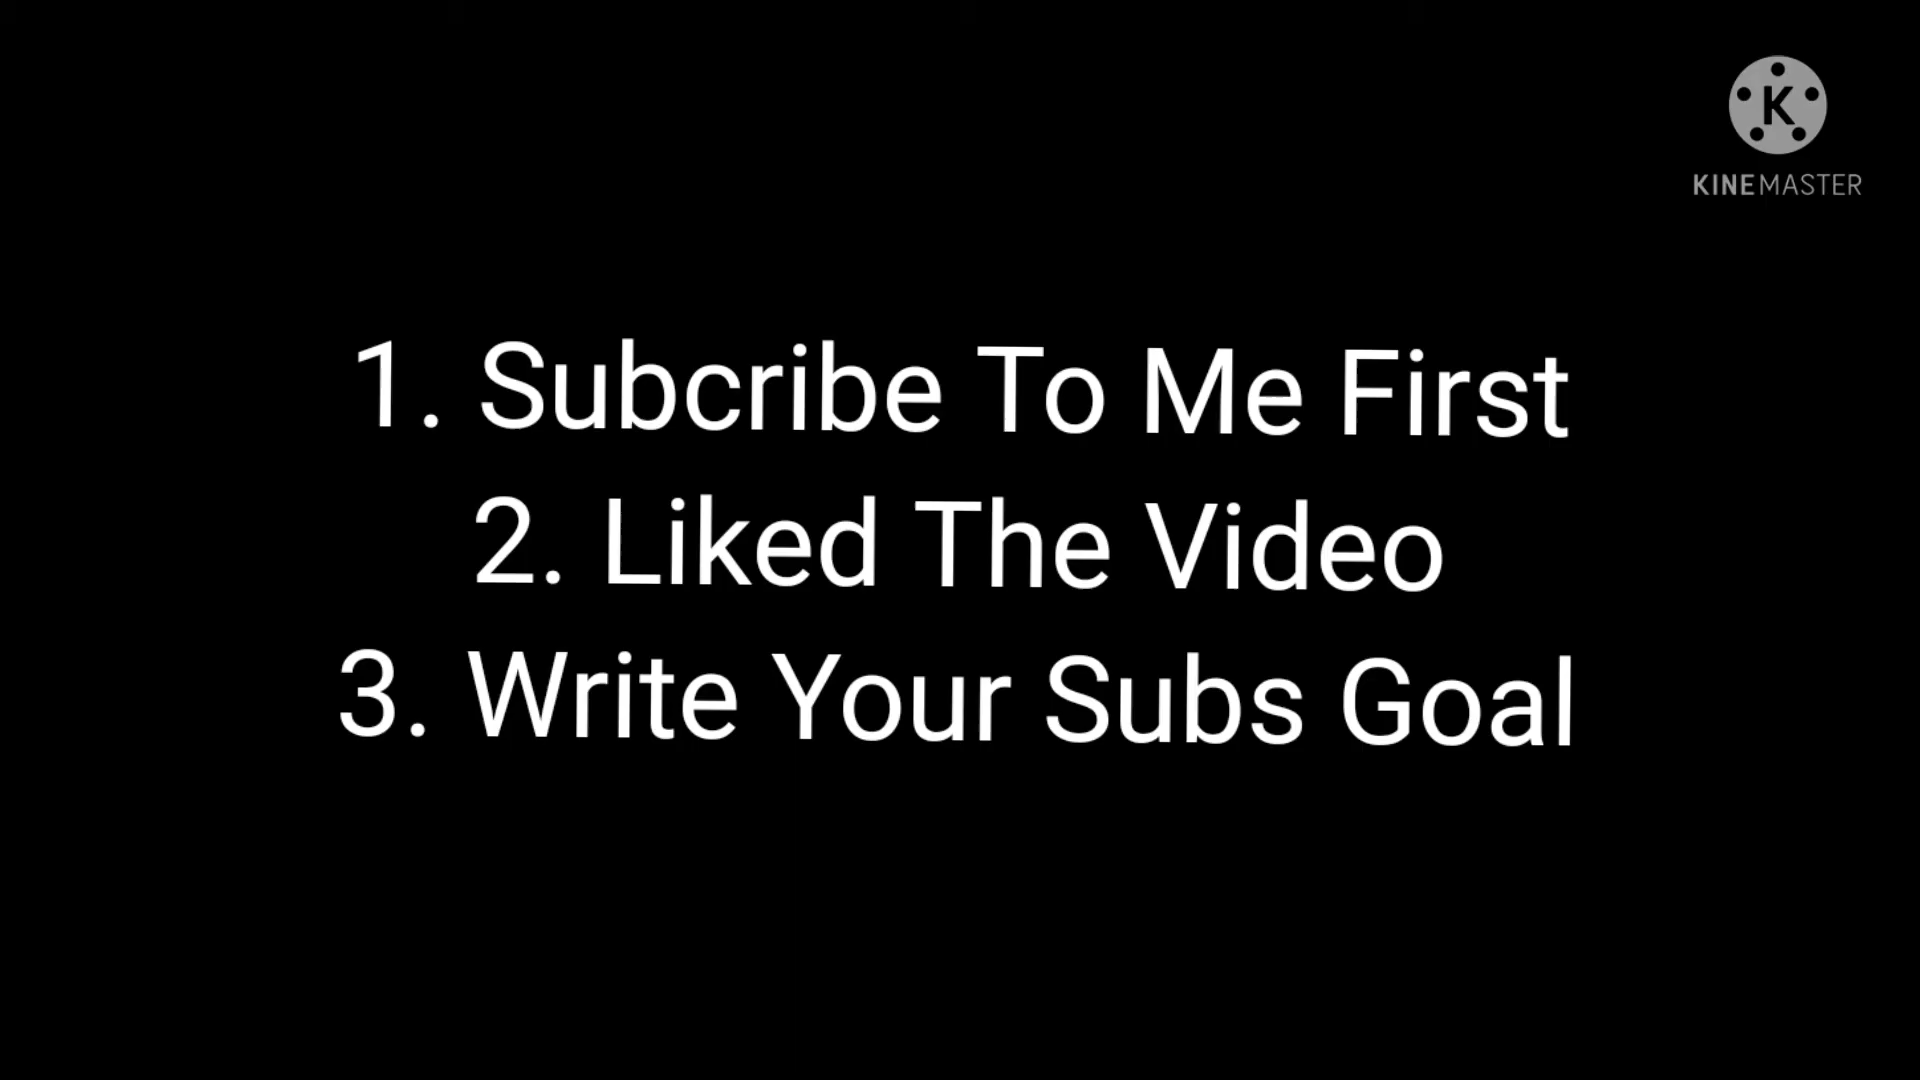 K
KINEMASTER
1. Subcribe To Me First
2. Liked The Video
3. Write Your Subs Goal